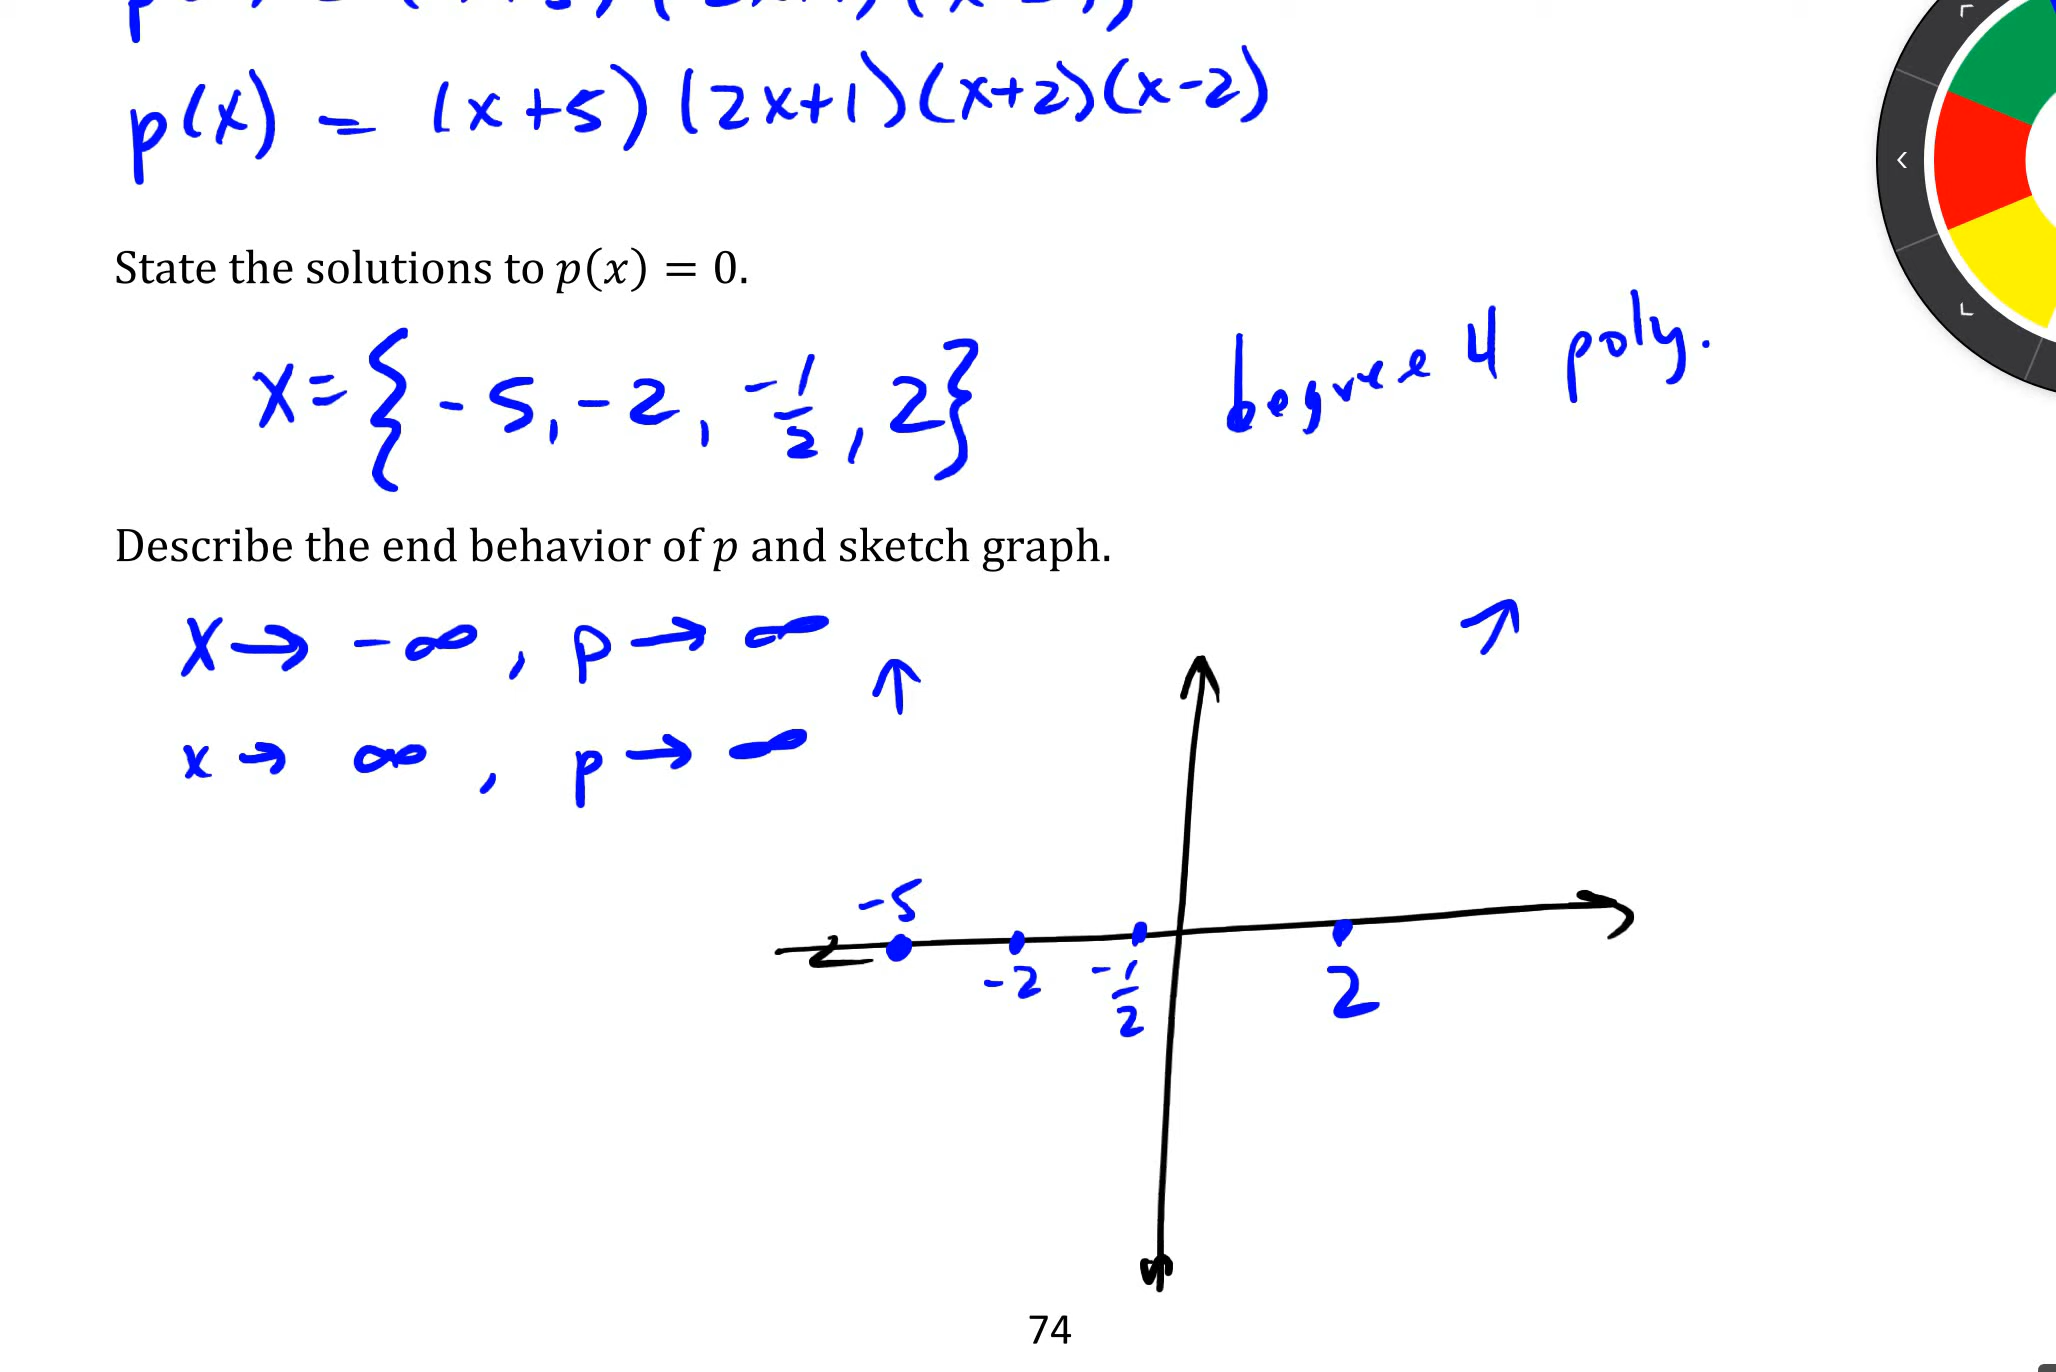 p(x) = (x+5)(2x+1)(x+2)(x-2)
State the solutions to p(x) = 0.
x = {-5, -2, -1/2, 2}
Degree 4 poly.
Describe the end behavior of p and sketch graph.
x → -∞, p → ∞
x → ∞, p → ∞
-5
-2
-1/2
2
74